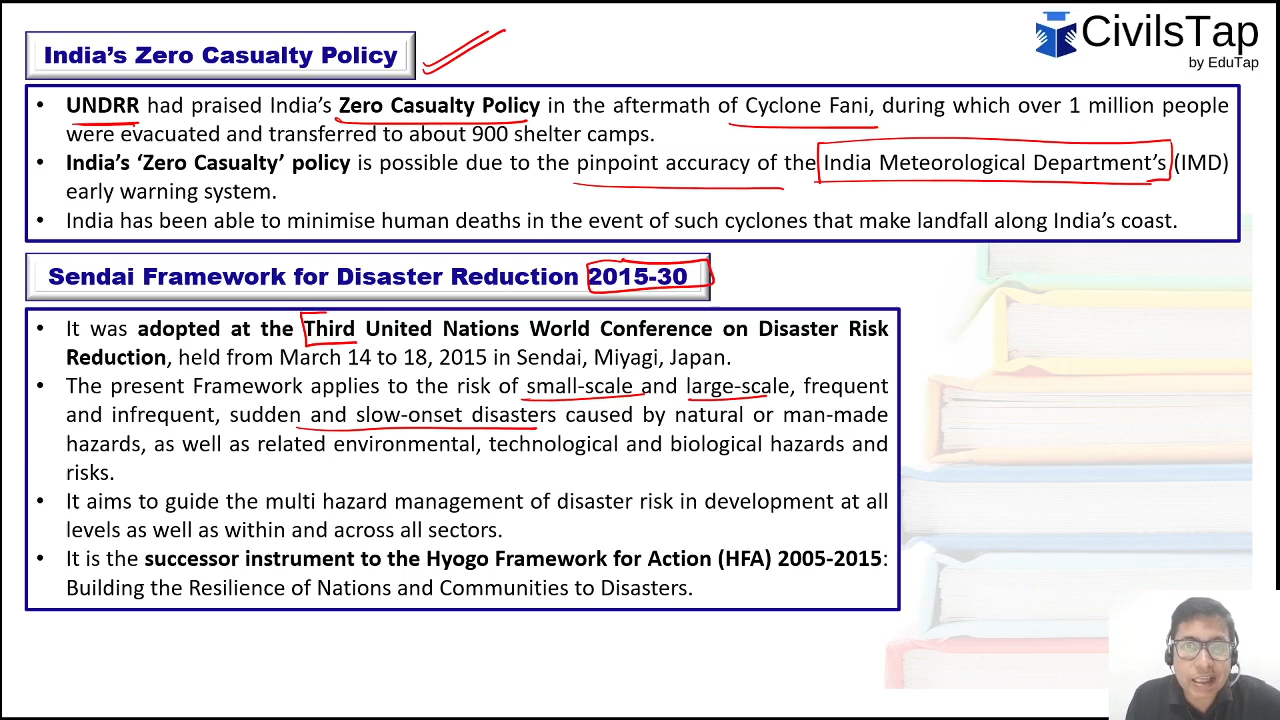 CivilsTap
by EduTap
India's Zero Casualty Policy
• UNDRR had praised India's Zero Casualty Policy in the aftermath of Cyclone Fani, during which over 1 million people
were evacuated and transferred to about 900 shelter camps.
• India's ‘Zero Casualty’ policy is possible due to the pinpoint accuracy of the India Meteorological Department's (IMD)
early warning system.
• India has been able to minimise human deaths in the event of such cyclones that make landfall along India's coast.
Sendai Framework for Disaster Reduction 2015-30
• It was adopted at the Third United Nations World Conference on Disaster Risk
Reduction, held from March 14 to 18, 2015 in Sendai, Miyagi, Japan.
• The present Framework applies to the risk of small-scale and large-scale, frequent
and infrequent, sudden and slow-onset disasters caused by natural or man-made
hazards, as well as related environmental, technological and biological hazards and
risks.
• It aims to guide the multi hazard management of disaster risk in development at all
levels as well as within and across all sectors.
• It is the successor instrument to the Hyogo Framework for Action (HFA) 2005-2015:
Building the Resilience of Nations and Communities to Disasters.